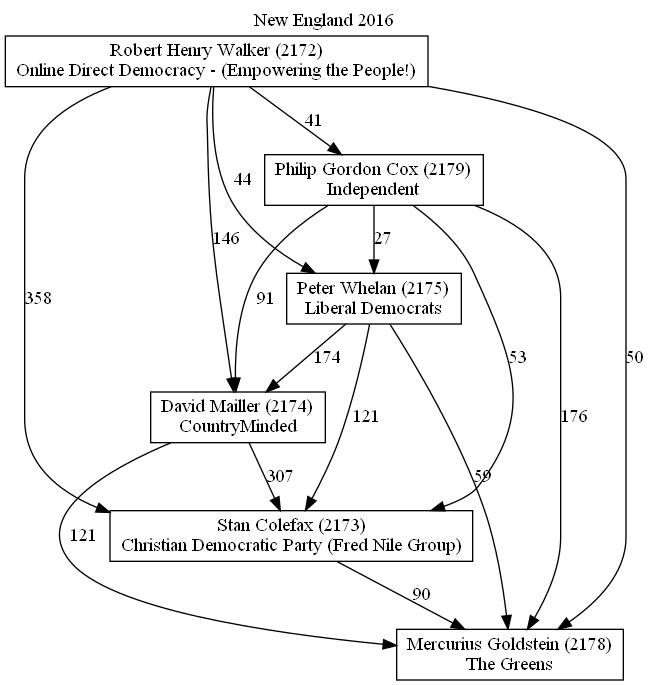 New England 2016
Robert Henry Walker (2172)
Online Direct Democracy - (Empowering the People!)
41
Philip Gordon Cox (2179)
Independent
44
146
27
Peter Whelan (2175)
Liberal Democrats
358
91
174
53
50
David Mailler (2174)
CountryMinded
121
176
307
59
Stan Colefax (2173)
Christian Democratic Party (Fred Nile Group)
121
90
Mercurius Goldstein (2178)
The Greens